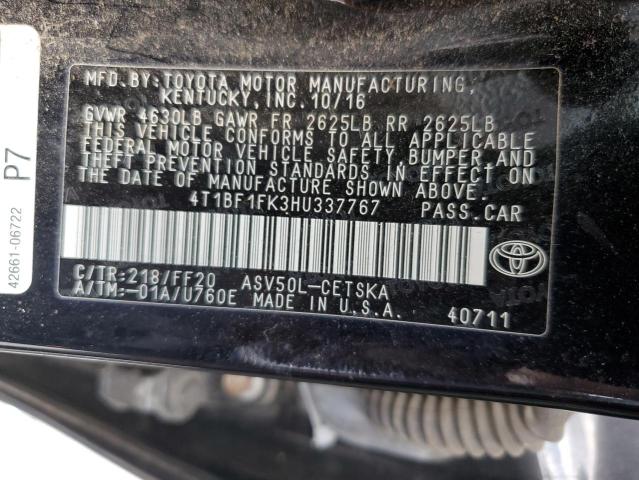 MFD.BY:TOYOTA MOTOR MANUFACTURING,
KENTUCKY,INC.10/16
GVWR 4630LB GAWR FR 2625LB RR 2625LB
THIS VEHICLE CONFORMS TO ALL APPLICABLE
FEDERAL MOTOR VEHICLE SAFETY, BUMPER, AND
THEFT PREVENTION STANDARDS IN EFFECT ON
THE DATE OF MANUFACTURE SHOWN ABOVE.
4T1BF1FK3HU337767 PASS.CAR
C/TR:218/FF20 ASV50L-CETSKA
A/TM:-01A/U760E MADE IN U.S.A.
40711
TOYOTA
P7
42661-06722